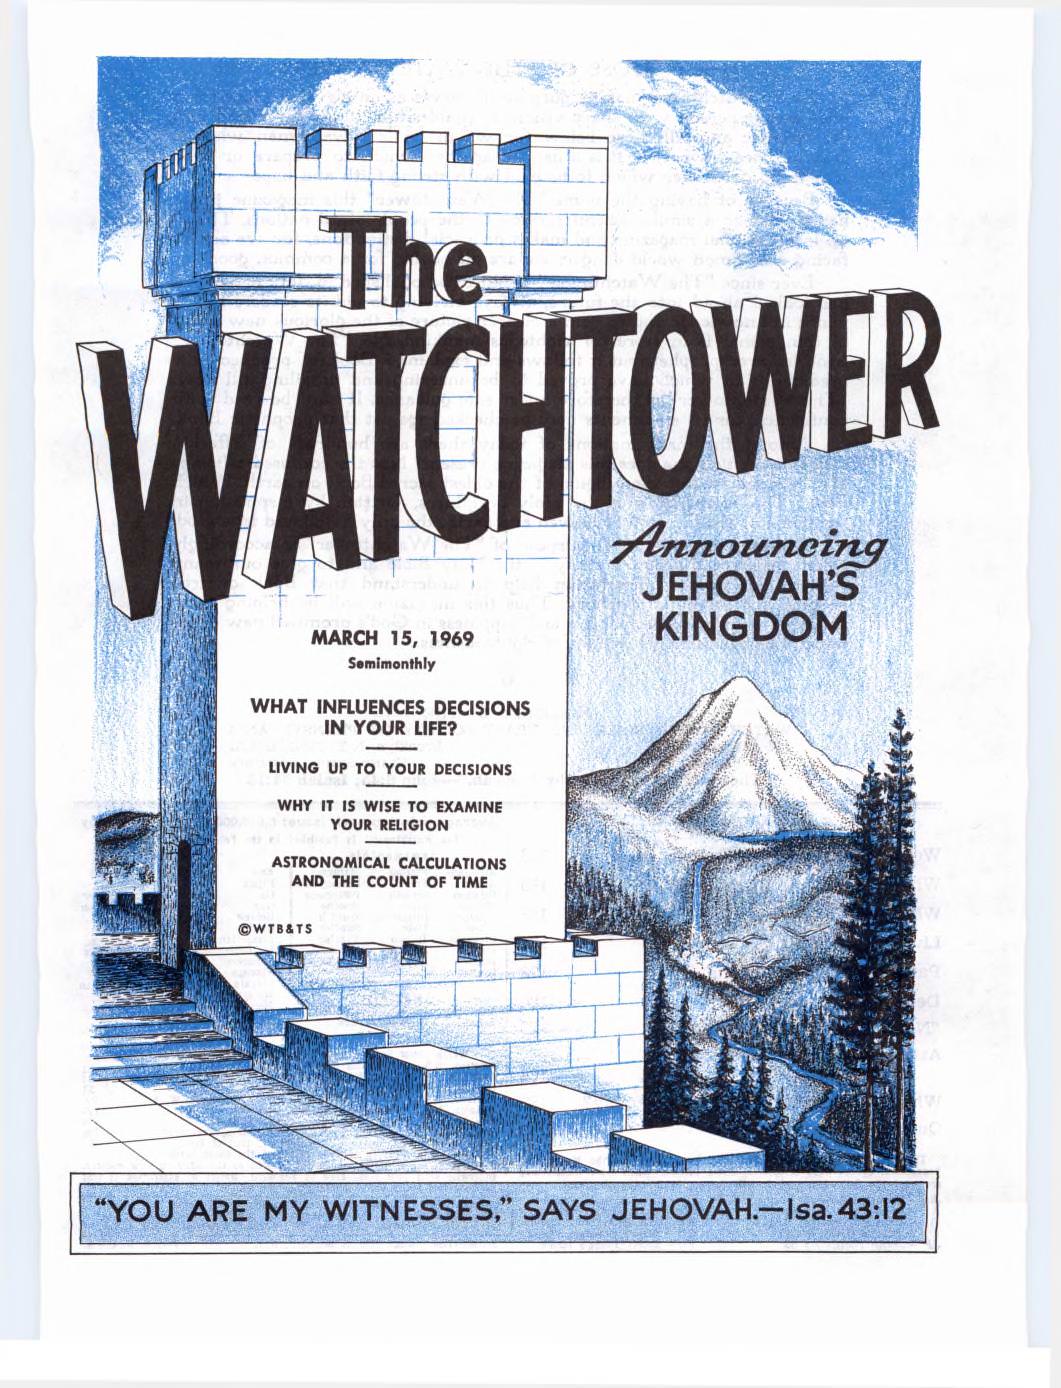 The
WATCHTOWER
Announcing
JEHOVAH'S
KINGDOM
MARCH 15, 1969
Semimonthly
WHAT INFLUENCES DECISIONS
IN YOUR LIFE?
LIVING UP TO YOUR DECISIONS
WHY IT IS WISE TO EXAMINE
YOUR RELIGION
ASTRONOMICAL CALCULATIONS
AND THE COUNT OF TIME
©WTB&TS
“YOU ARE MY WITNESSES,” SAYS JEHOVAH.—Isa. 43:12